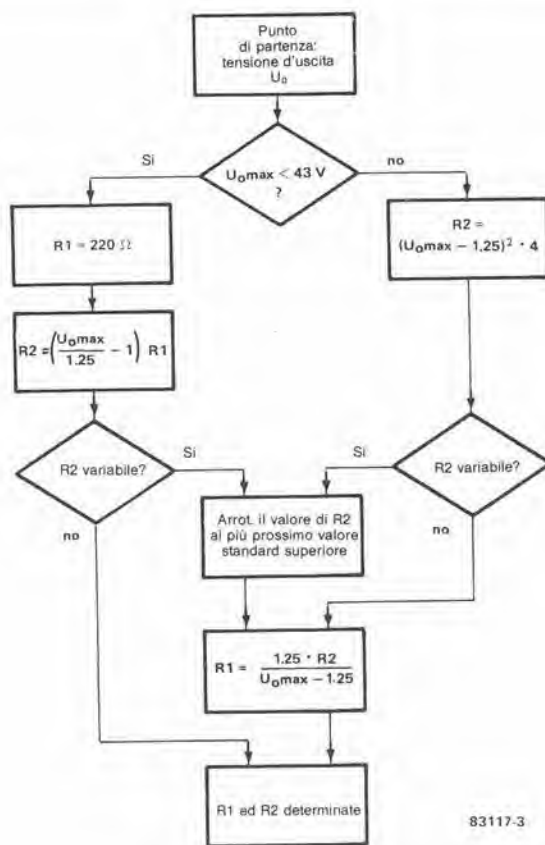 Punto
di partenza:
tensione d'uscita
U₀
Si
U₀max < 43 V
?
no
R1 = 220 Ω
R2 =
(U₀max − 1.25)² · 4
R2 = (U₀max / 1.25 − 1) R1
R2 variabile?
Si
no
Si
R2 variabile?
no
Arrot. il valore di R2
al più prossimo valore
standard superiore
R1 = 1.25 · R2 / U₀max − 1.25
R1 ed R2 determinate
83117-3